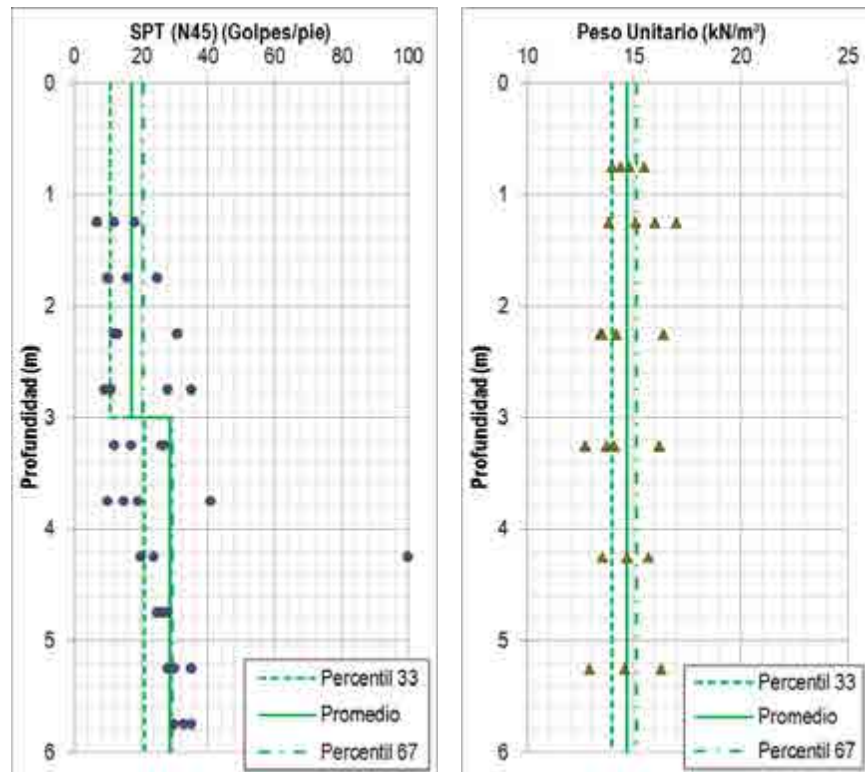 SPT (N45) (Golpes/pie)
0 20 40 60 80 100
0
1
2
3
4
5
6
Profundidad (m)
Percentil 33
Promedio
Percentil 67
Peso Unitario (kN/m³)
10 15 20 25
0
1
2
3
4
5
6
Profundidad (m)
Percentil 33
Promedio
Percentil 67